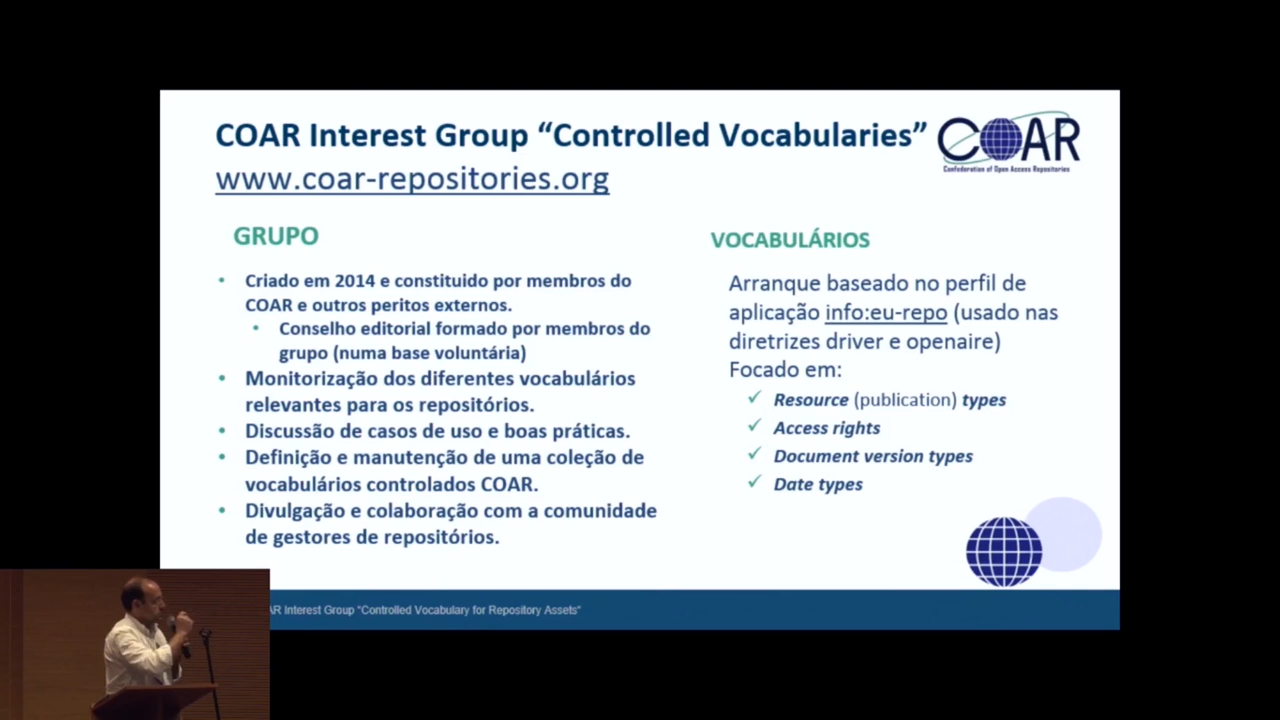 COAR Interest Group “Controlled Vocabularies”
www.coar-repositories.org
COAR
Confederation of Open Access Repositories
GRUPO
• Criado em 2014 e constituido por membros do
COAR e outros peritos externos.
• Conselho editorial formado por membros do
grupo (numa base voluntária)
• Monitorização dos diferentes vocabulários
relevantes para os repositórios.
• Discussão de casos de uso e boas práticas.
• Definição e manutenção de uma coleção de
vocabulários controlados COAR.
• Divulgação e colaboração com a comunidade
de gestores de repositórios.
VOCABULÁRIOS
Arranque baseado no perfil de
aplicação info:eu-repo (usado nas
diretrizes driver e openaire)
Focado em:
✓ Resource (publication) types
✓ Access rights
✓ Document version types
✓ Date types
AR Interest Group "Controlled Vocabulary for Repository Assets"